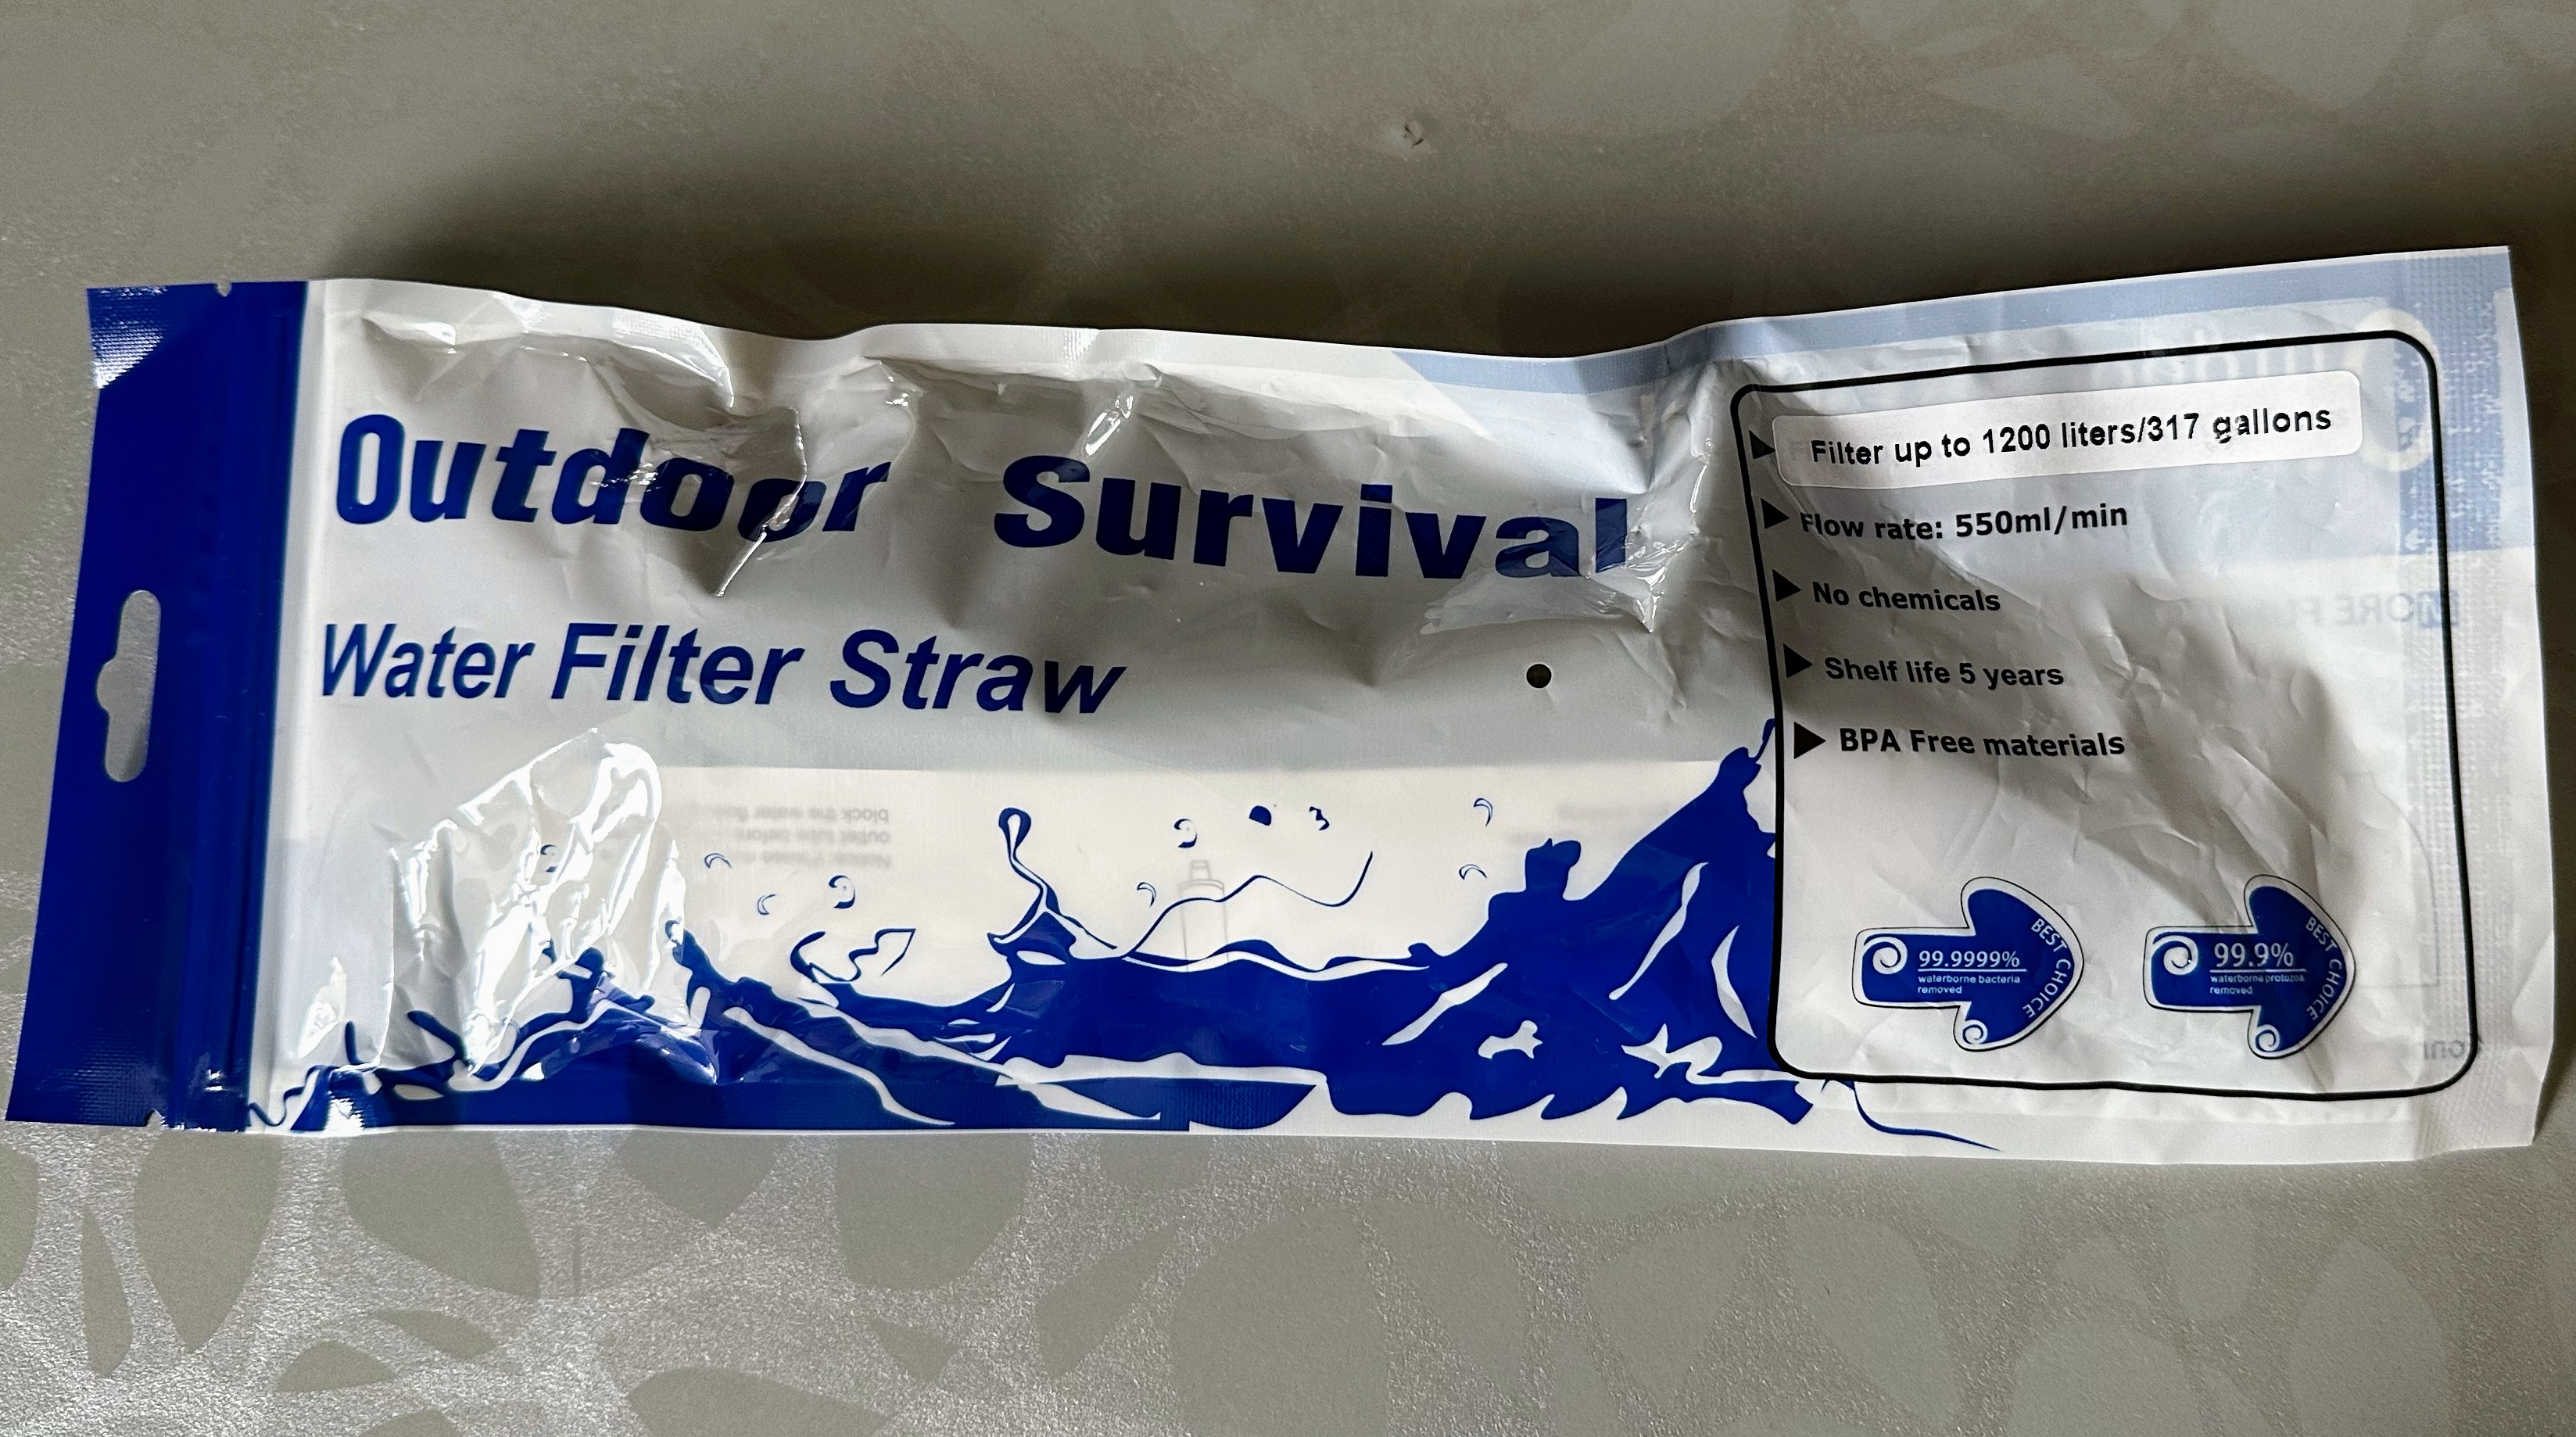 Outdoor Survival
Water Filter Straw
Filter up to 1200 liters/317 gallons
Flow rate: 550ml/min
No chemicals
Shelf life 5 years
BPA Free materials
99.9999%
waterborne bacteria
removed
BEST CHOICE
99.9%
waterborne protozoa
removed
BEST CHOICE